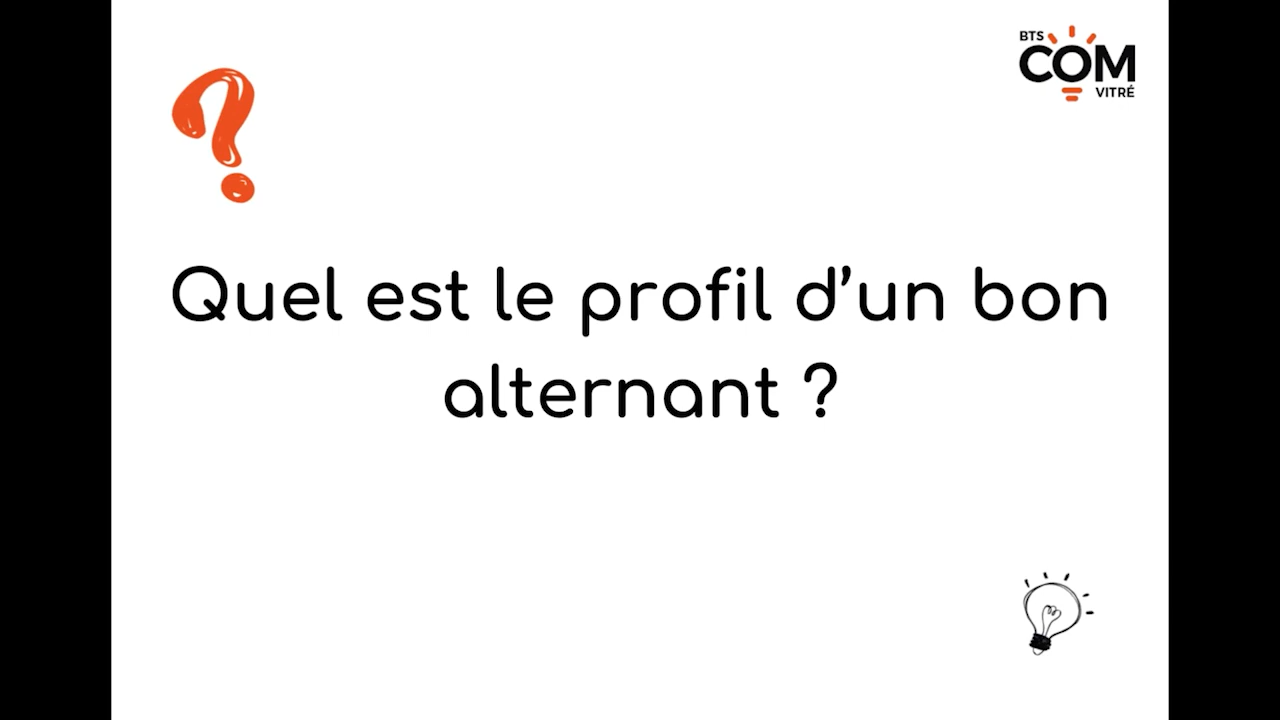 BTS
COM
VITRÉ
Quel est le profil d’un bon
alternant ?